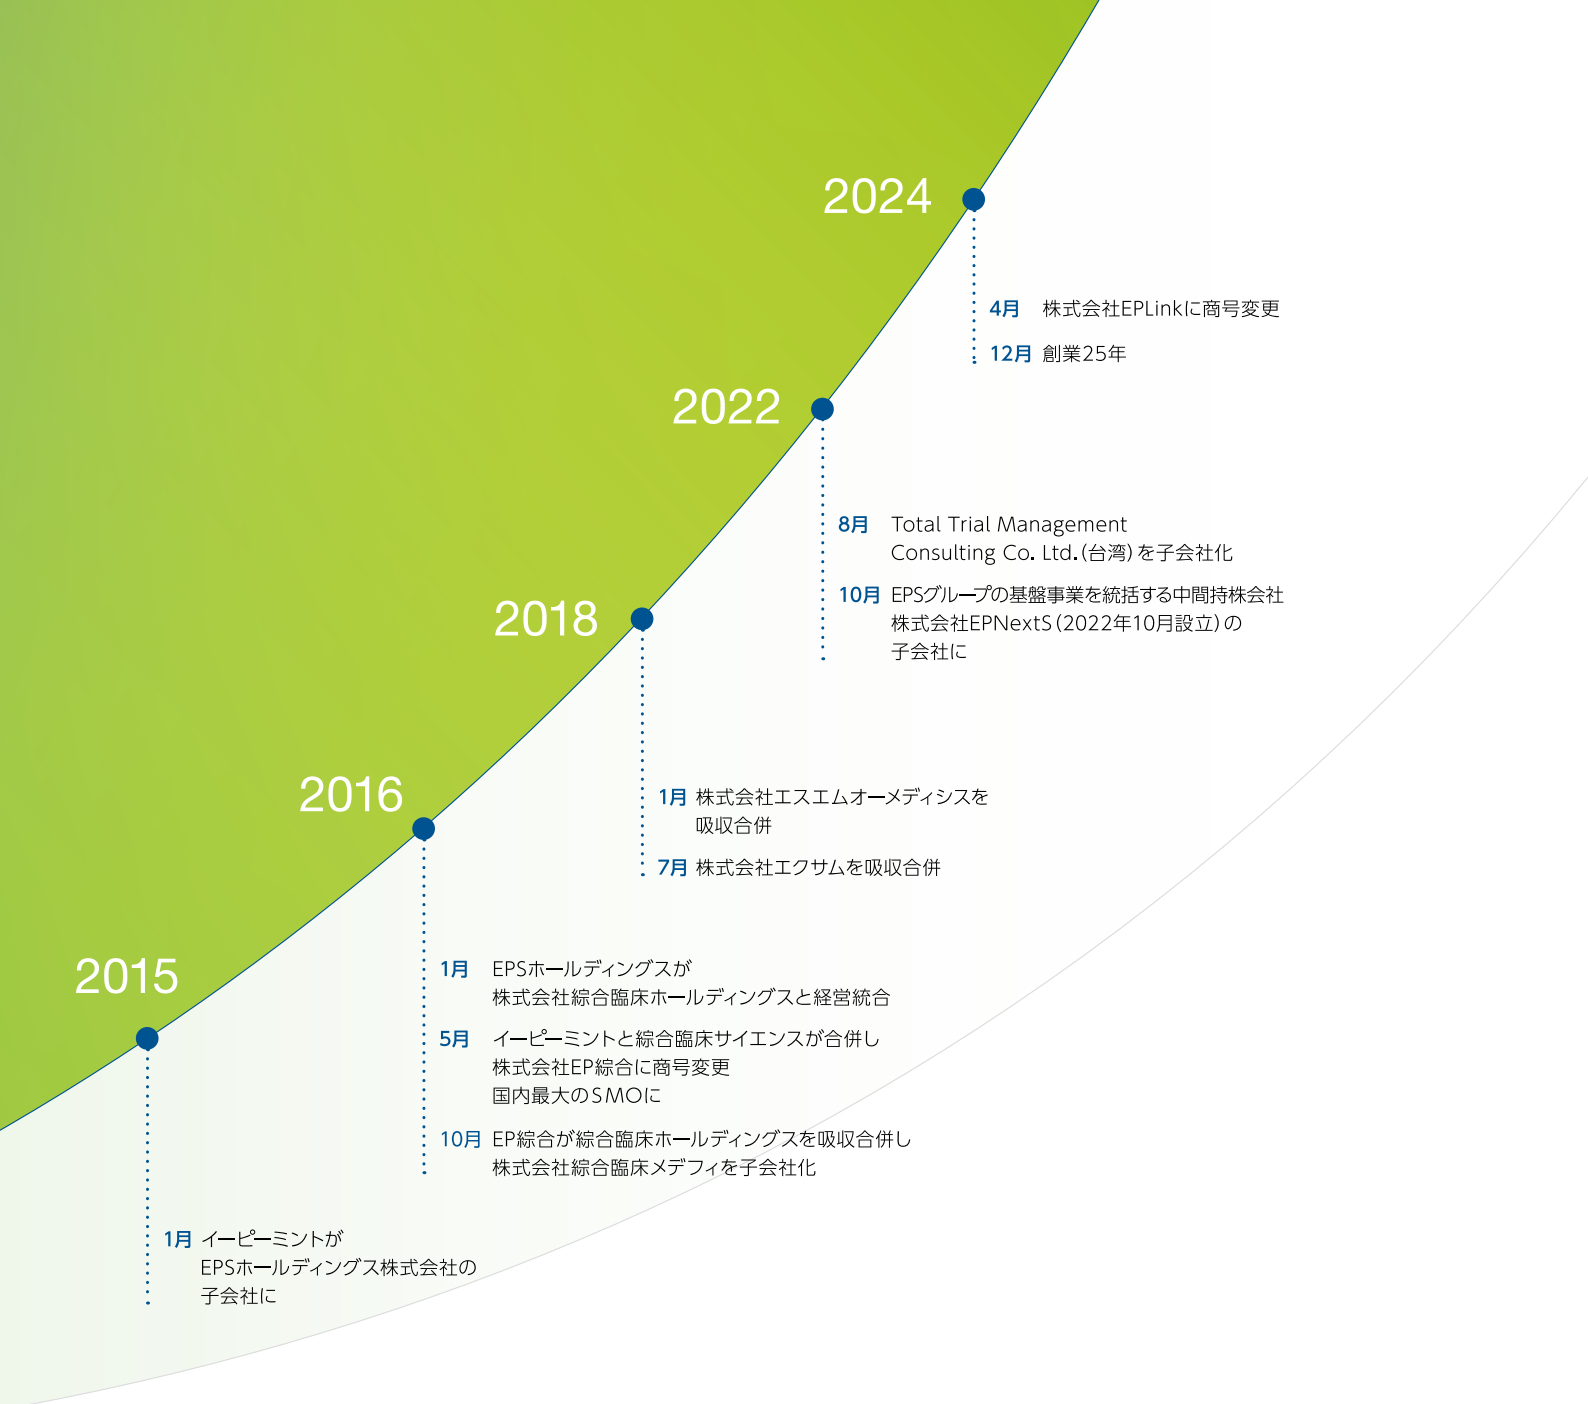 2024
4月 株式会社EPLinkに商号変更
12月 創業25年
2022
8月 Total Trial Management
Consulting Co. Ltd.(台湾)を子会社化
10月 EPSグループの基盤事業を統括する中間持株会社
株式会社EPNextS(2022年10月設立)の
子会社に
2018
1月 株式会社エスエムオーメディシスを
吸収合併
7月 株式会社エクサムを吸収合併
2016
1月 EPSホールディングスが
株式会社綜合臨床ホールディングスと経営統合
5月 イーピーミントと綜合臨床サイエンスが合併し
株式会社EP綜合に商号変更
国内最大のSMOに
10月 EP綜合が綜合臨床ホールディングスを吸収合併し
株式会社綜合臨床メデフィを子会社化
2015
1月 イーピーミントが
EPSホールディングス株式会社の
子会社に